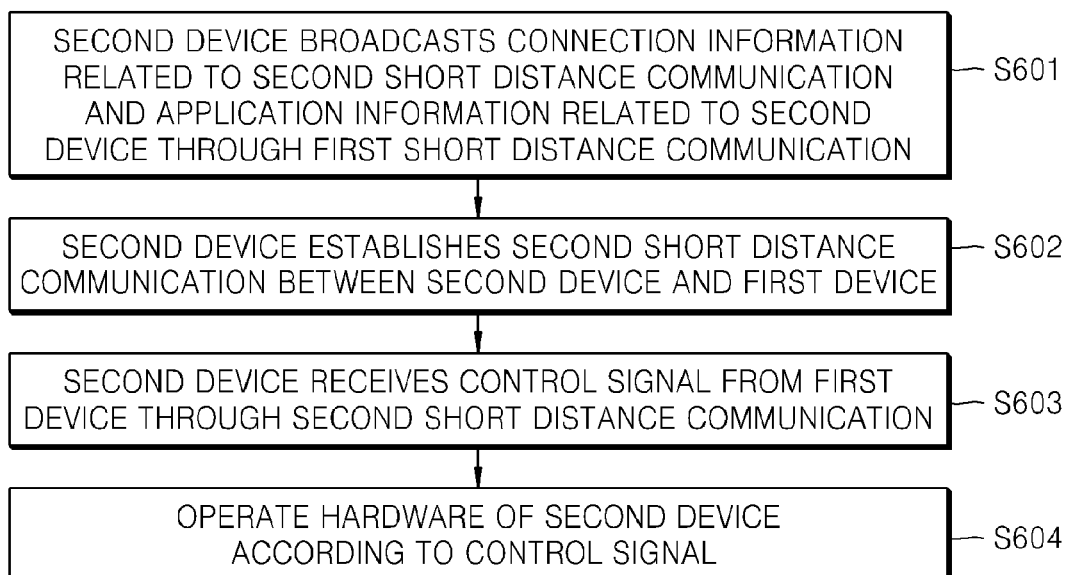 SECOND DEVICE BROADCASTS CONNECTION INFORMATION
RELATED TO SECOND SHORT DISTANCE COMMUNICATION
AND APPLICATION INFORMATION RELATED TO SECOND
DEVICE THROUGH FIRST SHORT DISTANCE COMMUNICATION
S601
SECOND DEVICE ESTABLISHES SECOND SHORT DISTANCE
COMMUNICATION BETWEEN SECOND DEVICE AND FIRST DEVICE
S602
SECOND DEVICE RECEIVES CONTROL SIGNAL FROM FIRST
DEVICE THROUGH SECOND SHORT DISTANCE COMMUNICATION
S603
OPERATE HARDWARE OF SECOND DEVICE
ACCORDING TO CONTROL SIGNAL
S604